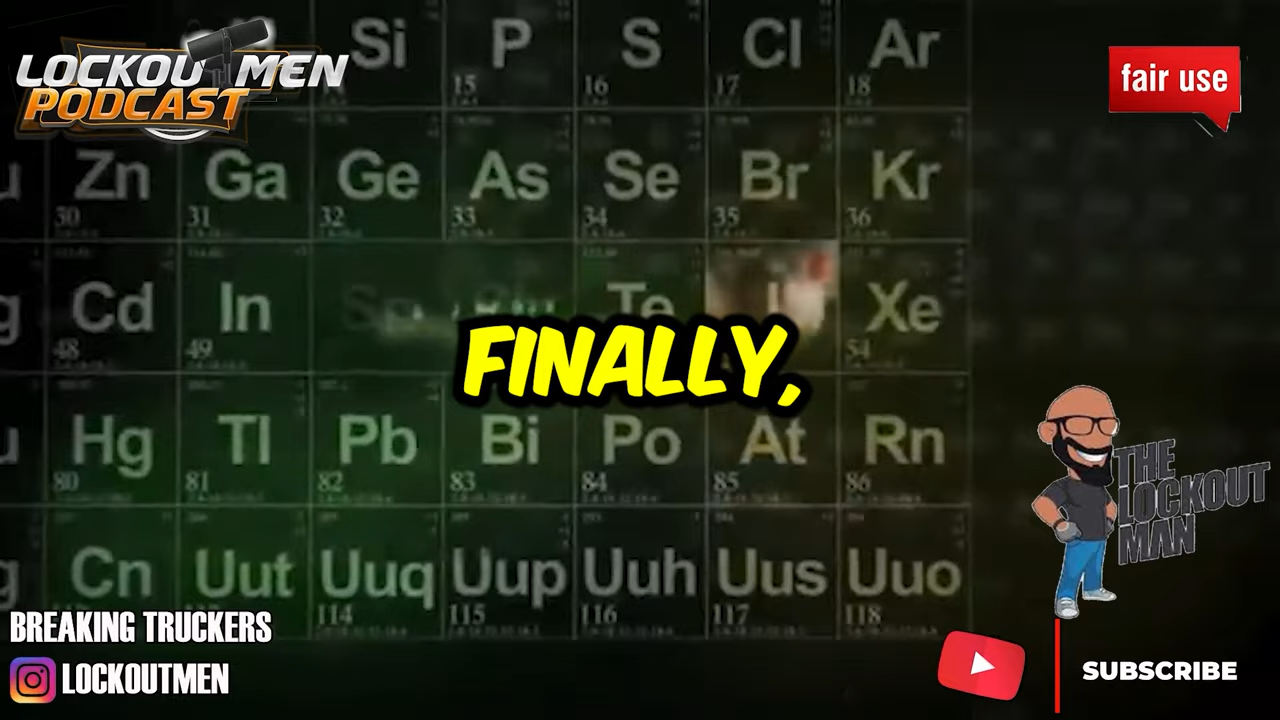 LOCKOUTMEN
PODCAST
fair use
Si P S Cl Ar
15 16 17 18
Zn Ga Ge As Se Br Kr
30 31 32 33 34 35 36
Cd In Te I Xe
48 49 54
FINALLY,
Hg Tl Pb Bi Po At Rn
80 81 82 83 84 85 86
Cn Uut Uuq Uup Uuh Uus Uuo
114 115 116 117 118
THE
LOCKOUT
MAN
BREAKING TRUCKERS
LOCKOUTMEN
SUBSCRIBE